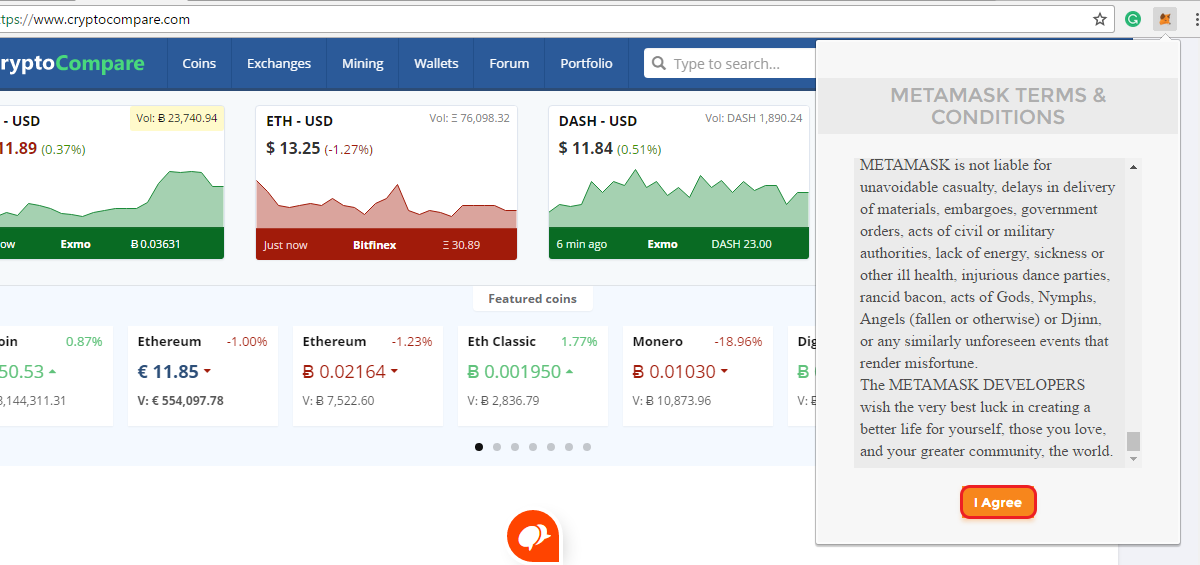 ttps://www.cryptocompare.com
ryptoCompare
Coins
Exchanges
Mining
Wallets
Forum
Portfolio
Type to search...
- USD
Vol: Ƀ 23,740.94
11.89 (0.37%)
ow
Exmo
Ƀ 0.03631
ETH - USD
Vol: Ξ 76,098.32
$ 13.25 (-1.27%)
Just now
Bitfinex
Ξ 30.89
DASH - USD
Vol: DASH 1,890.24
$ 11.84 (0.51%)
6 min ago
Exmo
DASH 23.00
Featured coins
oin
0.87%
50.53
3,144,311.31
Ethereum
-1.00%
€ 11.85
V: € 554,097.78
Ethereum
-1.23%
Ƀ 0.02164
V: Ƀ 7,522.60
Eth Classic
1.77%
Ƀ 0.001950
V: Ƀ 2,836.79
Monero
-18.96%
Ƀ 0.01030
V: Ƀ 10,873.96
Dig
Ƀ
V: Ƀ
METAMASK TERMS &
CONDITIONS
METAMASK is not liable for
unavoidable casualty, delays in delivery
of materials, embargoes, government
orders, acts of civil or military
authorities, lack of energy, sickness or
other ill health, injurious dance parties,
rancid bacon, acts of Gods, Nymphs,
Angels (fallen or otherwise) or Djinn,
or any similarly unforeseen events that
render misfortune.
The METAMASK DEVELOPERS
wish the very best luck in creating a
better life for yourself, those you love,
and your greater community, the world.
I Agree